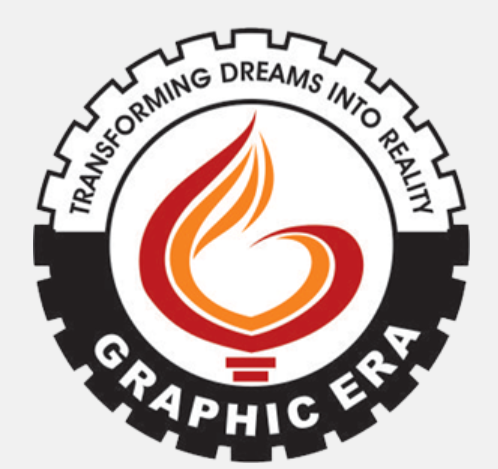 TRANSFORMING DREAMS INTO REALITY
GRAPHIC ERA